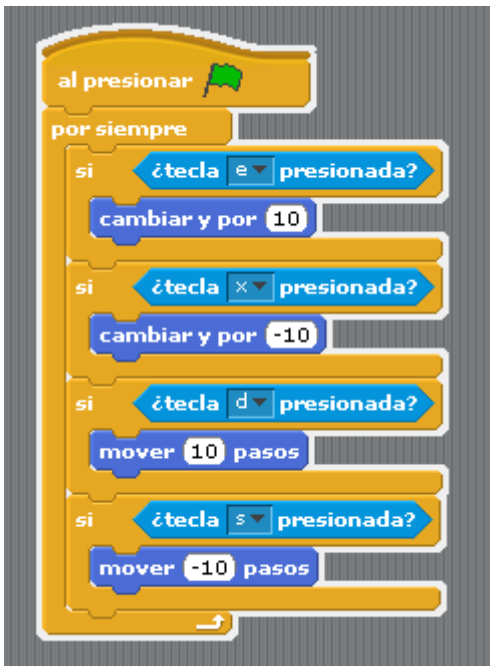 al presionar
por siempre
si ¿tecla e presionada?
cambiar y por 10
si ¿tecla x presionada?
cambiar y por -10
si ¿tecla d presionada?
mover 10 pasos
si ¿tecla s presionada?
mover -10 pasos